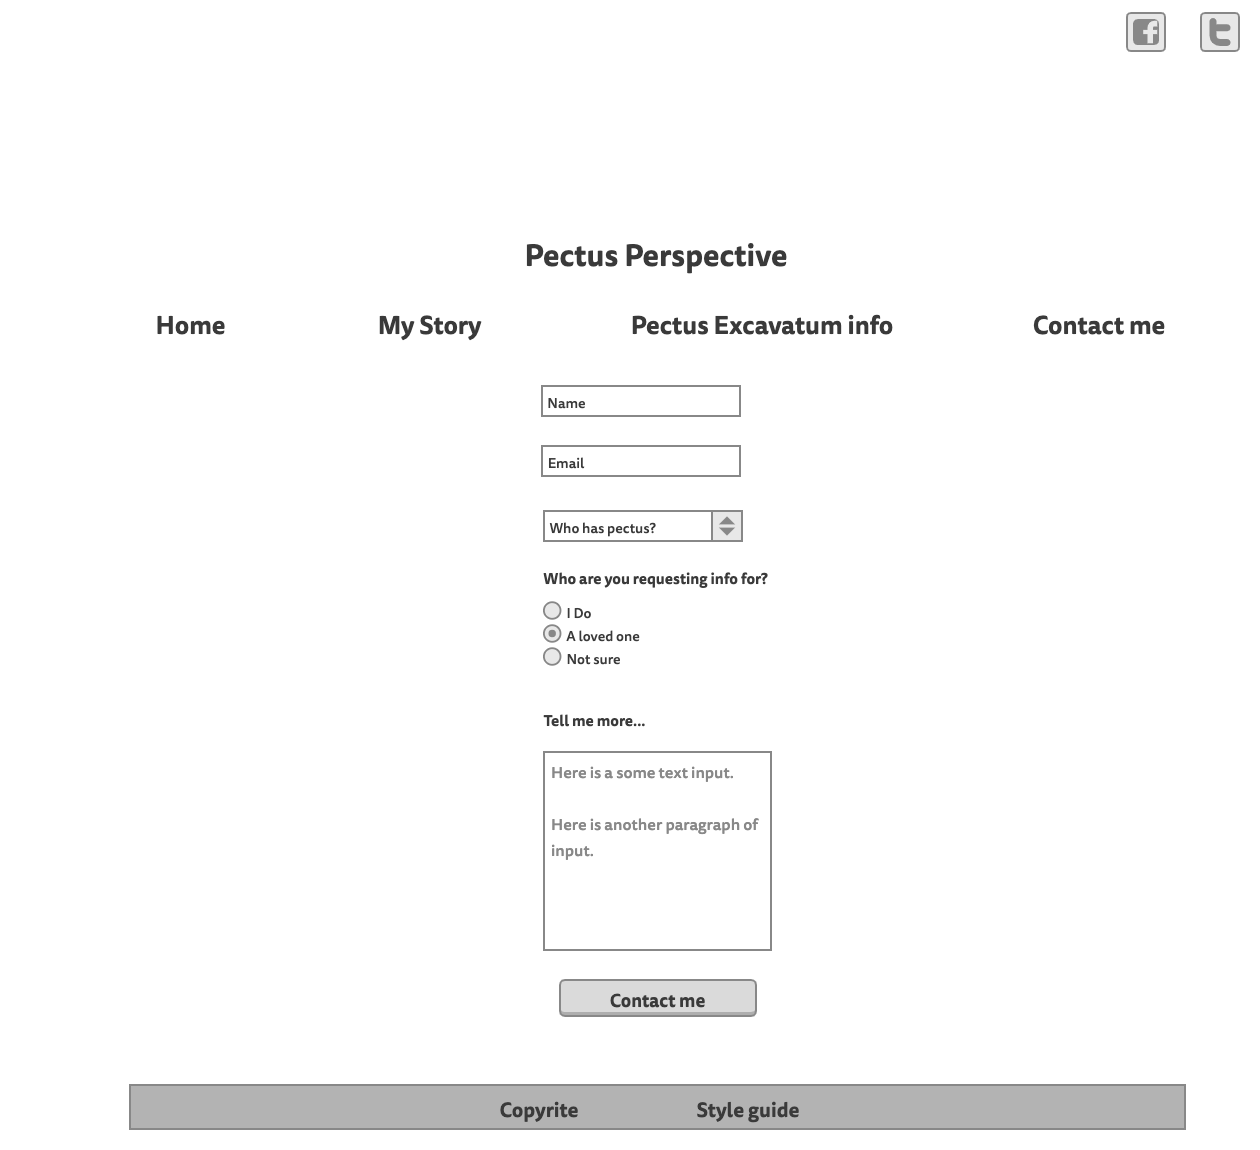 Pectus Perspective
Home My Story Pectus Excavatum info Contact me
Name
Email
Who has pectus?
Who are you requesting info for?
I Do
A loved one
Not sure
Tell me more...
Here is a some text input.
Here is another paragraph of
input.
Contact me
Copyrite Style guide